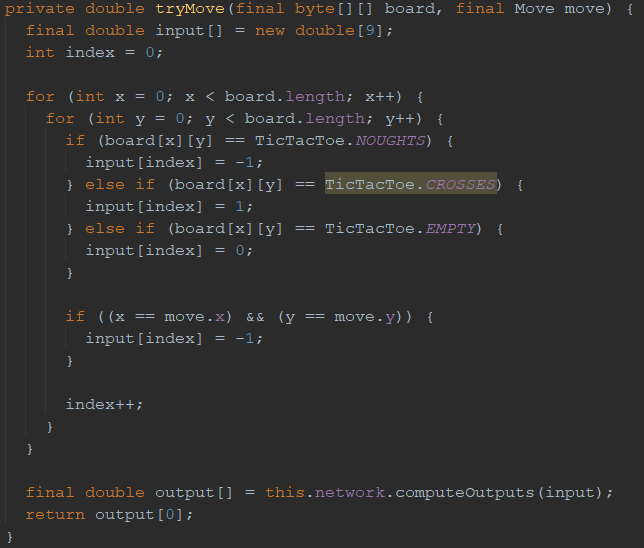 private double tryMove(final byte[][] board, final Move move) {
  final double input[] = new double[9];
  int index = 0;

  for (int x = 0; x < board.length; x++) {
    for (int y = 0; y < board.length; y++) {
      if (board[x][y] == TicTacToe.NOUGHTS) {
        input[index] = -1;
      } else if (board[x][y] == TicTacToe.CROSSES) {
        input[index] = 1;
      } else if (board[x][y] == TicTacToe.EMPTY) {
        input[index] = 0;
      }

      if ((x == move.x) && (y == move.y)) {
        input[index] = -1;
      }

      index++;
    }
  }

  final double output[] = this.network.computeOutputs(input);
  return output[0];
}